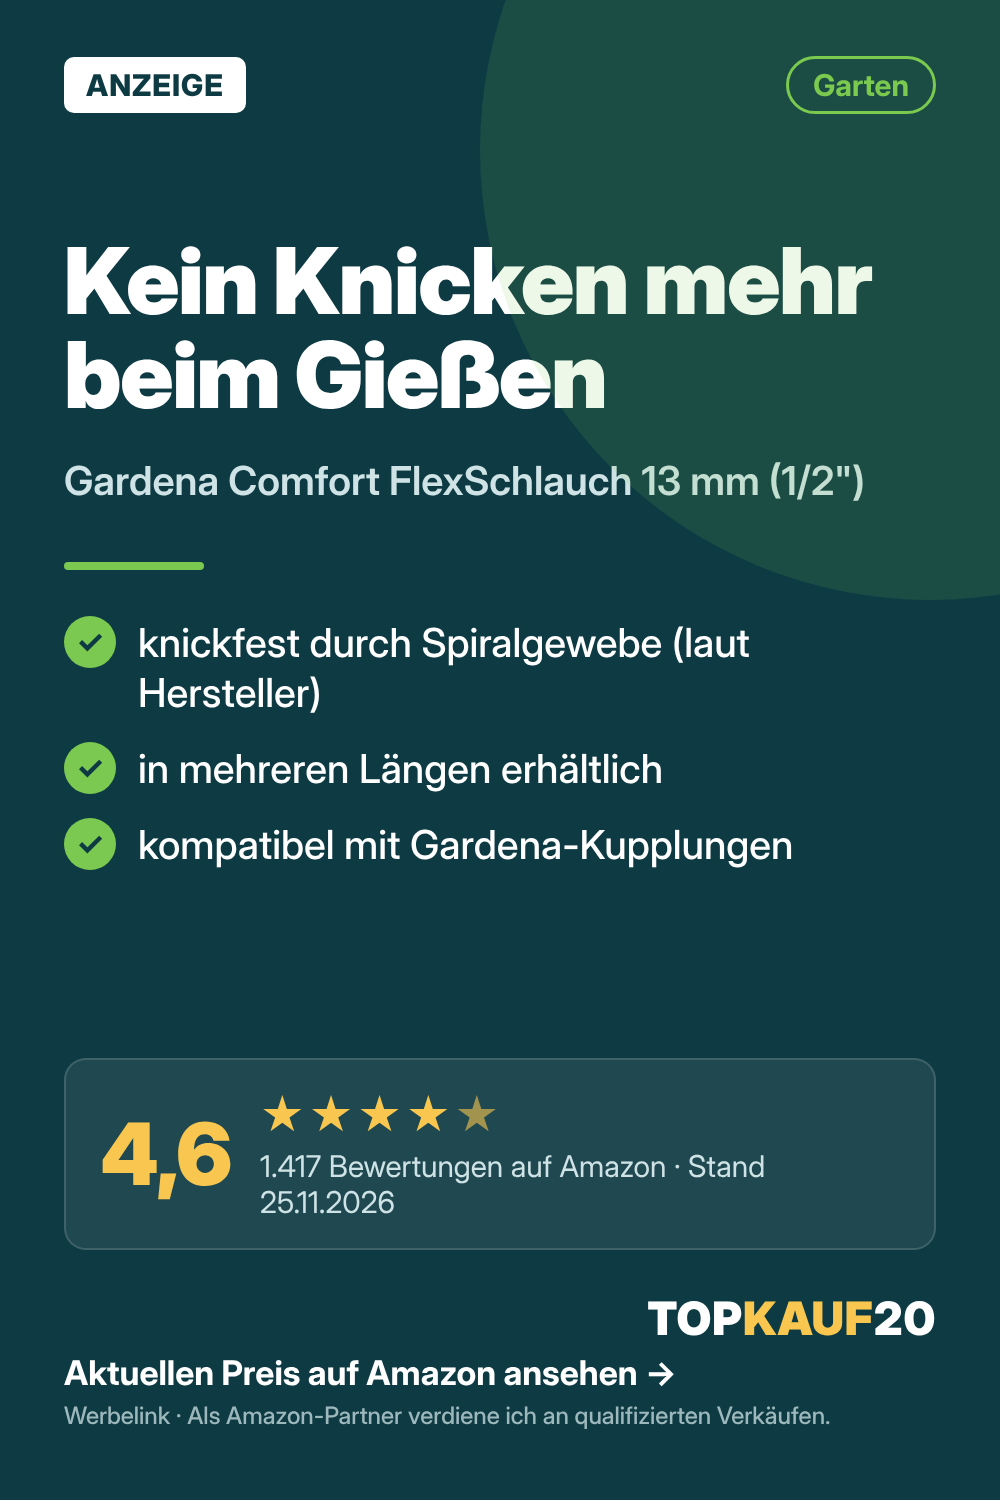 ANZEIGE
Garten
Kein Knicken mehr
beim Gießen
Gardena Comfort FlexSchlauch 13 mm (1/2")
knickfest durch Spiralgewebe (laut
Hersteller)
in mehreren Längen erhältlich
kompatibel mit Gardena-Kupplungen
4,6
★★★★★
1.417 Bewertungen auf Amazon · Stand
25.11.2026
TOPKAUF20
Aktuellen Preis auf Amazon ansehen →
Werbelink · Als Amazon-Partner verdiene ich an qualifizierten Verkäufen.